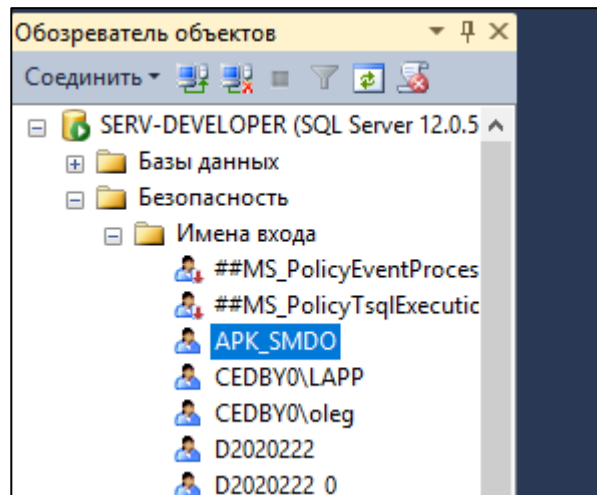 Обозреватель объектов
Соединить
SERV-DEVELOPER (SQL Server 12.0.5
Базы данных
Безопасность
Имена входа
##MS_PolicyEventProces
##MS_PolicyTsqlExecutic
APK_SMDO
CEDBY0\LAPP
CEDBY0\oleg
D2020222
D2020222_0